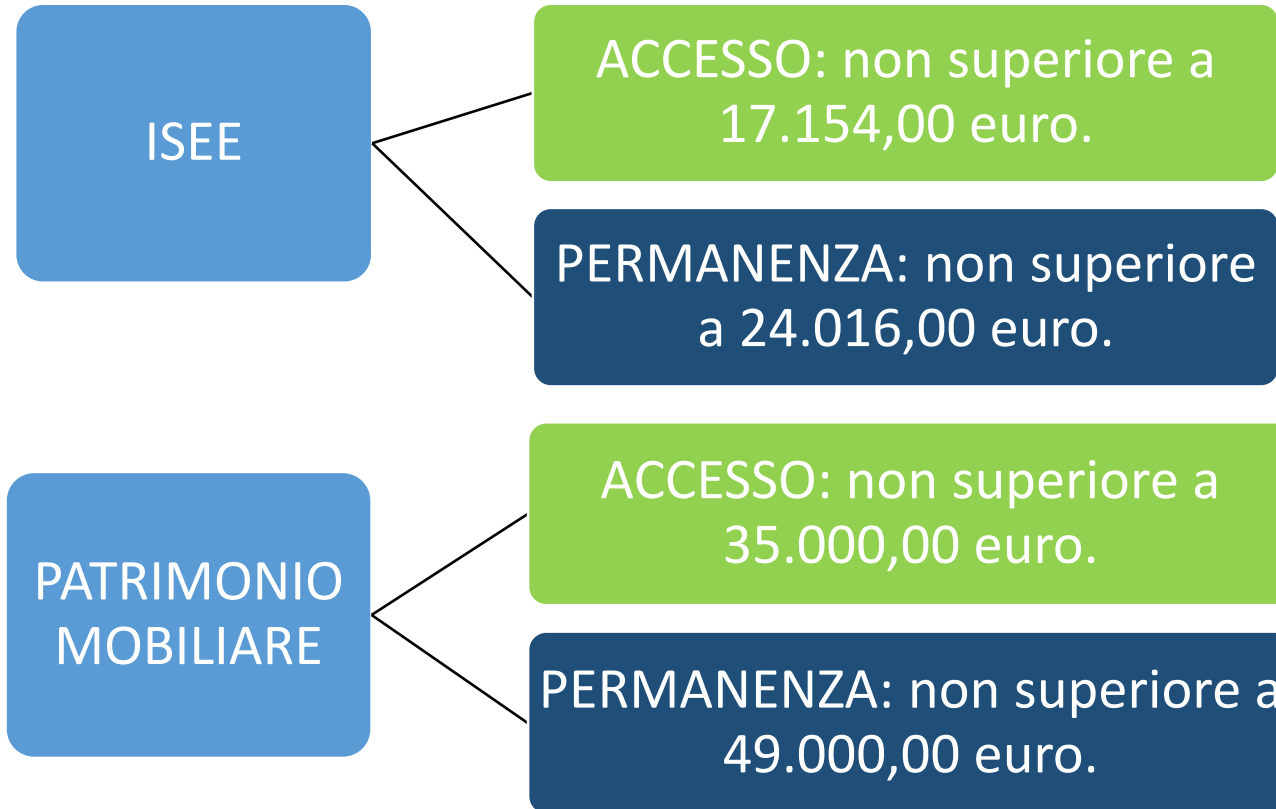 ISEE
ACCESSO: non superiore a
17.154,00 euro.
PERMANENZA: non superiore
a 24.016,00 euro.
PATRIMONIO
MOBILIARE
ACCESSO: non superiore a
35.000,00 euro.
PERMANENZA: non superiore a
49.000,00 euro.